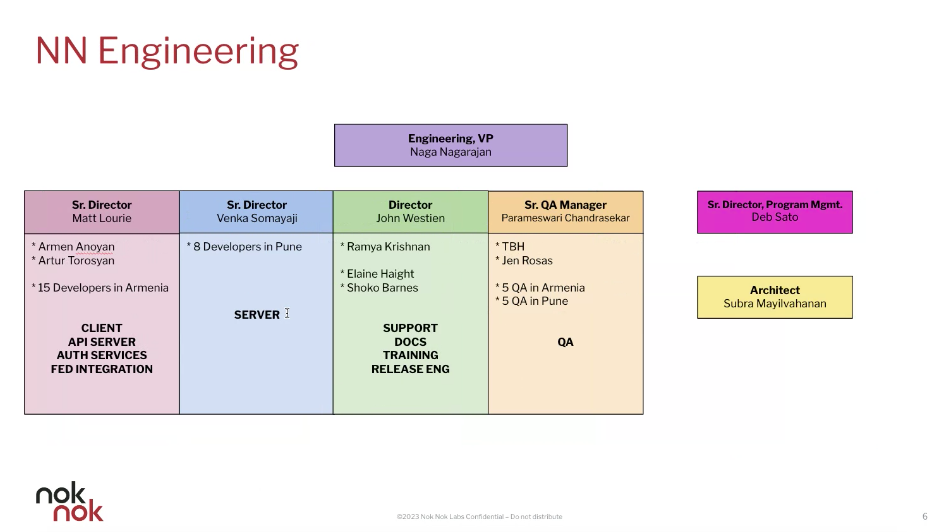 NN Engineering
Engineering, VP
Naga Nagarajan
Sr. Director
Matt Lourie
* Armen Anoyan
* Artur Torosyan
* 15 Developers in Armenia
CLIENT
API SERVER
AUTH SERVICES
FED INTEGRATION
Sr. Director
Venka Somayaji
* 8 Developers in Pune
SERVER
Director
John Westien
* Ramya Krishnan
* Elaine Haight
* Shoko Barnes
SUPPORT
DOCS
TRAINING
RELEASE ENG
Sr. QA Manager
Parameswari Chandrasekar
* TBH
* Jen Rosas
* 5 QA in Armenia
* 5 QA in Pune
QA
Sr. Director, Program Mgmt.
Deb Sato
Architect
Subra Mayilvahanan
nok
nok
©2023 Nok Nok Labs Confidential – Do not distribute
6